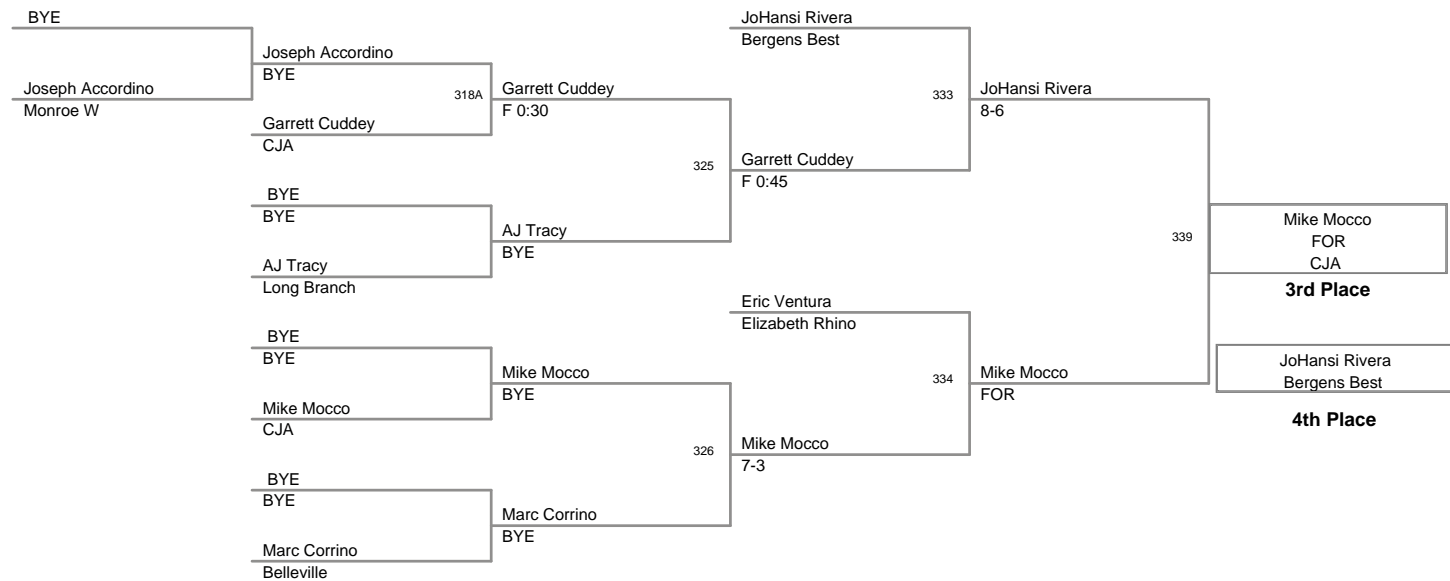 BYE
Joseph Accordino
Monroe W
Joseph Accordino
BYE
318A
Garrett Cuddey
CJA
Garrett Cuddey
F 0:30
BYE
BYE
AJ Tracy
Long Branch
AJ Tracy
BYE
325
Garrett Cuddey
F 0:45
JoHansi Rivera
Bergens Best
333
JoHansi Rivera
8-6
BYE
BYE
Mike Mocco
CJA
Mike Mocco
BYE
BYE
BYE
Marc Corrino
Belleville
Marc Corrino
BYE
326
Mike Mocco
7-3
Eric Ventura
Elizabeth Rhino
334
Mike Mocco
FOR
339
Mike Mocco
FOR
CJA
3rd Place
JoHansi Rivera
Bergens Best
4th Place